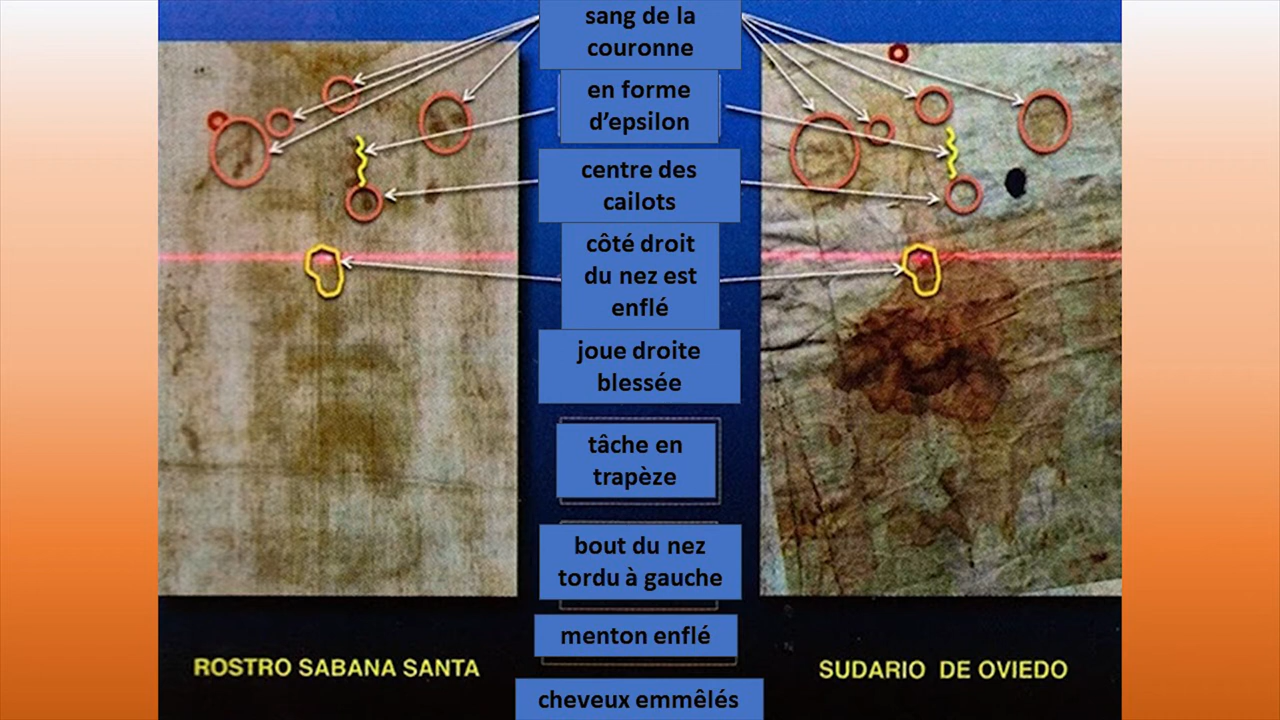 sang de la
couronne
en forme
d’epsilon
centre des
cailots
côté droit
du nez est
enflé
joue droite
blessée
tâche en
trapèze
bout du nez
tordu à gauche
menton enflé
cheveux emmêlés
ROSTRO SABANA SANTA
SUDARIO DE OVIEDO